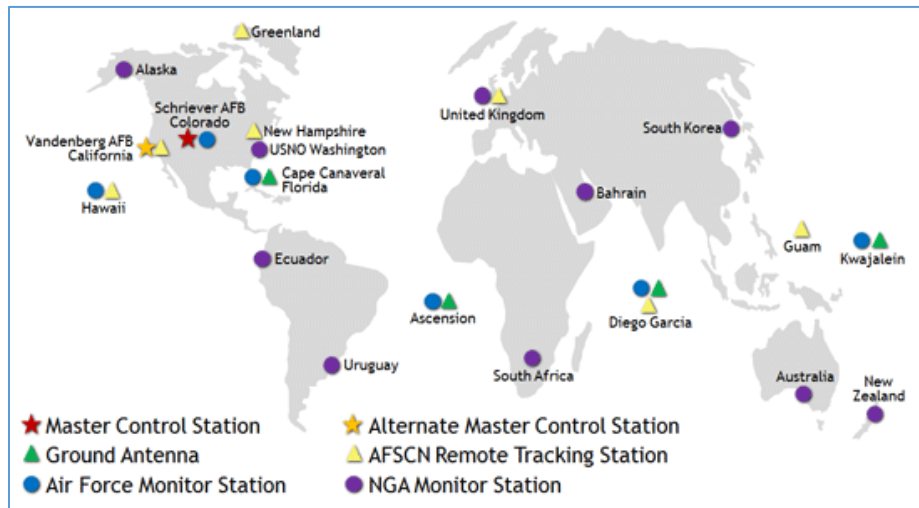 Greenland
Alaska
Schriever AFB
Colorado
Vandenberg AFB
California
New Hampshire
USNO Washington
Cape Canaveral
Florida
Hawaii
United Kingdom
South Korea
Bahrain
Guam
Kwajalein
Ecuador
Ascension
Diego Garcia
Uruguay
South Africa
Australia
New
Zealand
Master Control Station
Alternate Master Control Station
Ground Antenna
AFSCN Remote Tracking Station
Air Force Monitor Station
NGA Monitor Station